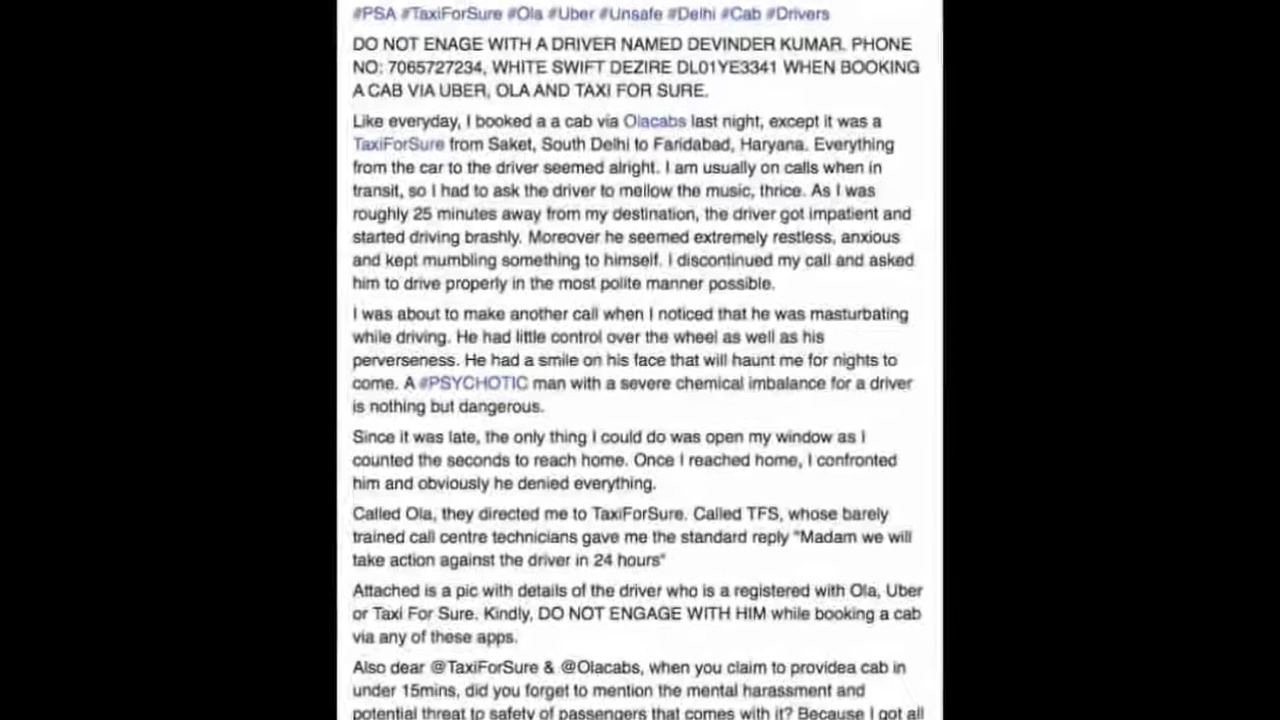 #PSA #TaxiForSure #Ola #Uber #Unsafe #Delhi #Cab #Drivers
DO NOT ENAGE WITH A DRIVER NAMED DEVINDER KUMAR. PHONE
NO: 7065727234, WHITE SWIFT DEZIRE DL01YE3341 WHEN BOOKING
A CAB VIA UBER, OLA AND TAXI FOR SURE.
Like everyday, I booked a a cab via Olacabs last night, except it was a
TaxiForSure from Saket, South Delhi to Faridabad, Haryana. Everything
from the car to the driver seemed alright. I am usually on calls when in
transit, so I had to ask the driver to mellow the music, thrice. As I was
roughly 25 minutes away from my destination, the driver got impatient and
started driving brashly. Moreover he seemed extremely restless, anxious
and kept mumbling something to himself. I discontinued my call and asked
him to drive properly in the most polite manner possible.
I was about to make another call when I noticed that he was masturbating
while driving. He had little control over the wheel as well as his
perverseness. He had a smile on his face that will haunt me for nights to
come. A #PSYCHOTIC man with a severe chemical imbalance for a driver
is nothing but dangerous.
Since it was late, the only thing I could do was open my window as I
counted the seconds to reach home. Once I reached home, I confronted
him and obviously he denied everything.
Called Ola, they directed me to TaxiForSure. Called TFS, whose barely
trained call centre technicians gave me the standard reply "Madam we will
take action against the driver in 24 hours"
Attached is a pic with details of the driver who is a registered with Ola, Uber
or Taxi For Sure. Kindly, DO NOT ENGAGE WITH HIM while booking a cab
via any of these apps.
Also dear @TaxiForSure & @Olacabs, when you claim to providea cab in
under 15mins, did you forget to mention the mental harassment and
potential threat to safety of passengers that comes with it? Because I got all